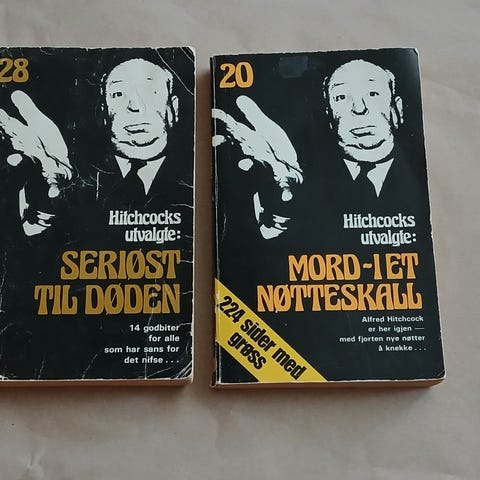 28
Hitchcocks
utvalgte:
SERIØST
TIL DØDEN
14 godbiter
for alle
som har sans for
det nifse...
20
Hitchcocks
utvalgte:
MORD-I ET
NØTTESKALL
224 sider med
grøss
Alfred Hitchcock
er her igjen —
med fjorten nye nøtter
å knekke...